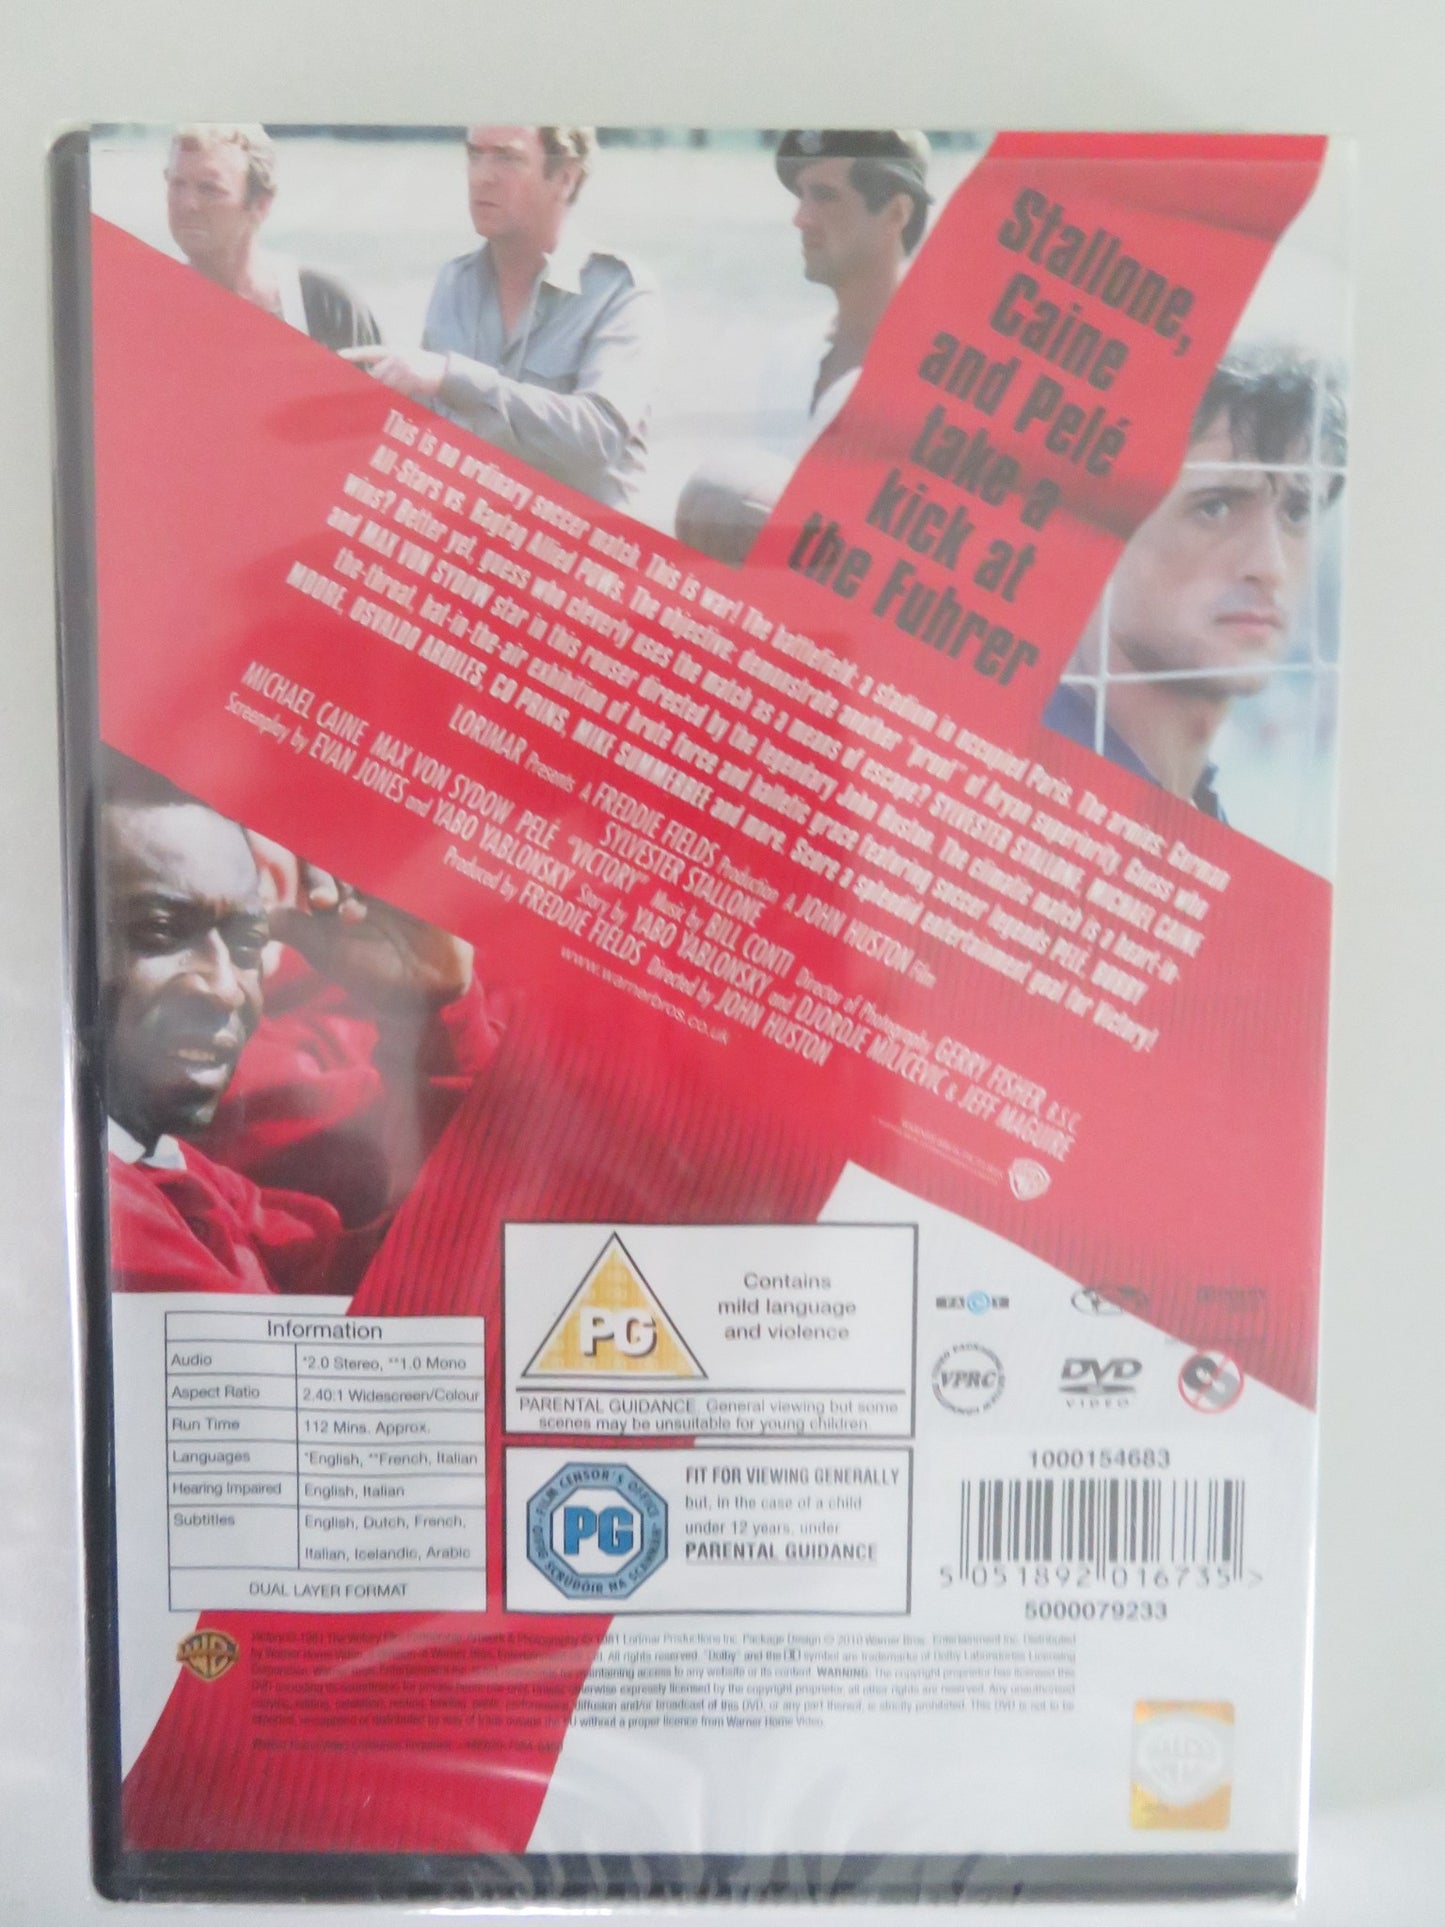 Stallone,
Caine
and Pelé
take a
kick at
the Fuhrer
This is no ordinary soccer match. This is war! The battlefield: a stadium in occupied Paris. The armies: German
All-Stars vs. Ragtag Allied POWs. The objective: demonstrate another "proof" of Aryan superiority. Guess who
wins? Better yet, guess who cleverly uses the match as a means of escape? SYLVESTER STALLONE, MICHAEL CAINE
and MAX VON SYDOW star in this rouser directed by the legendary John Huston. The climatic match is a heart-in-
the-throat, hat-in-the-air exhibition of brute force and balletic grace featuring soccer legends PELÉ, BOBBY
MOORE, OSVALDO ARDILES, CO PRINS, MIKE SUMMERBEE and more. Score a splendid entertainment goal for Victory!
LORIMAR Presents A FREDDIE FIELDS Production A JOHN HUSTON Film
SYLVESTER STALLONE
MICHAEL CAINE MAX VON SYDOW PELÉ "VICTORY" Music by BILL CONTI Director of Photography GERRY FISHER, B.S.C.
Screenplay by EVAN JONES and YABO YABLONSKY Story by YABO YABLONSKY and DJORDJE MILICEVIC & JEFF MAGUIRE
Produced by FREDDIE FIELDS Directed by JOHN HUSTON
www.warnerbros.co.uk
PG
Contains
mild language
and violence
PARENTAL GUIDANCE. General viewing but some
scenes may be unsuitable for young children
FILM CENSOR'S OFFICE
PG
OIFIG SCRÚDÓIR NA SCANNÁN
FIT FOR VIEWING GENERALLY
but, in the case of a child
under 12 years, under
PARENTAL GUIDANCE
Information
Audio *2.0 Stereo, **1.0 Mono
Aspect Ratio 2.40:1 Widescreen/Colour
Run Time 112 Mins. Approx.
Languages *English, **French, Italian
Hearing Impaired English, Italian
Subtitles English, Dutch, French,
Italian, Icelandic, Arabic
DUAL LAYER FORMAT
FACT
VPRC
DVD
VIDEO
1000154683
5 051892 016735 >
5000079233